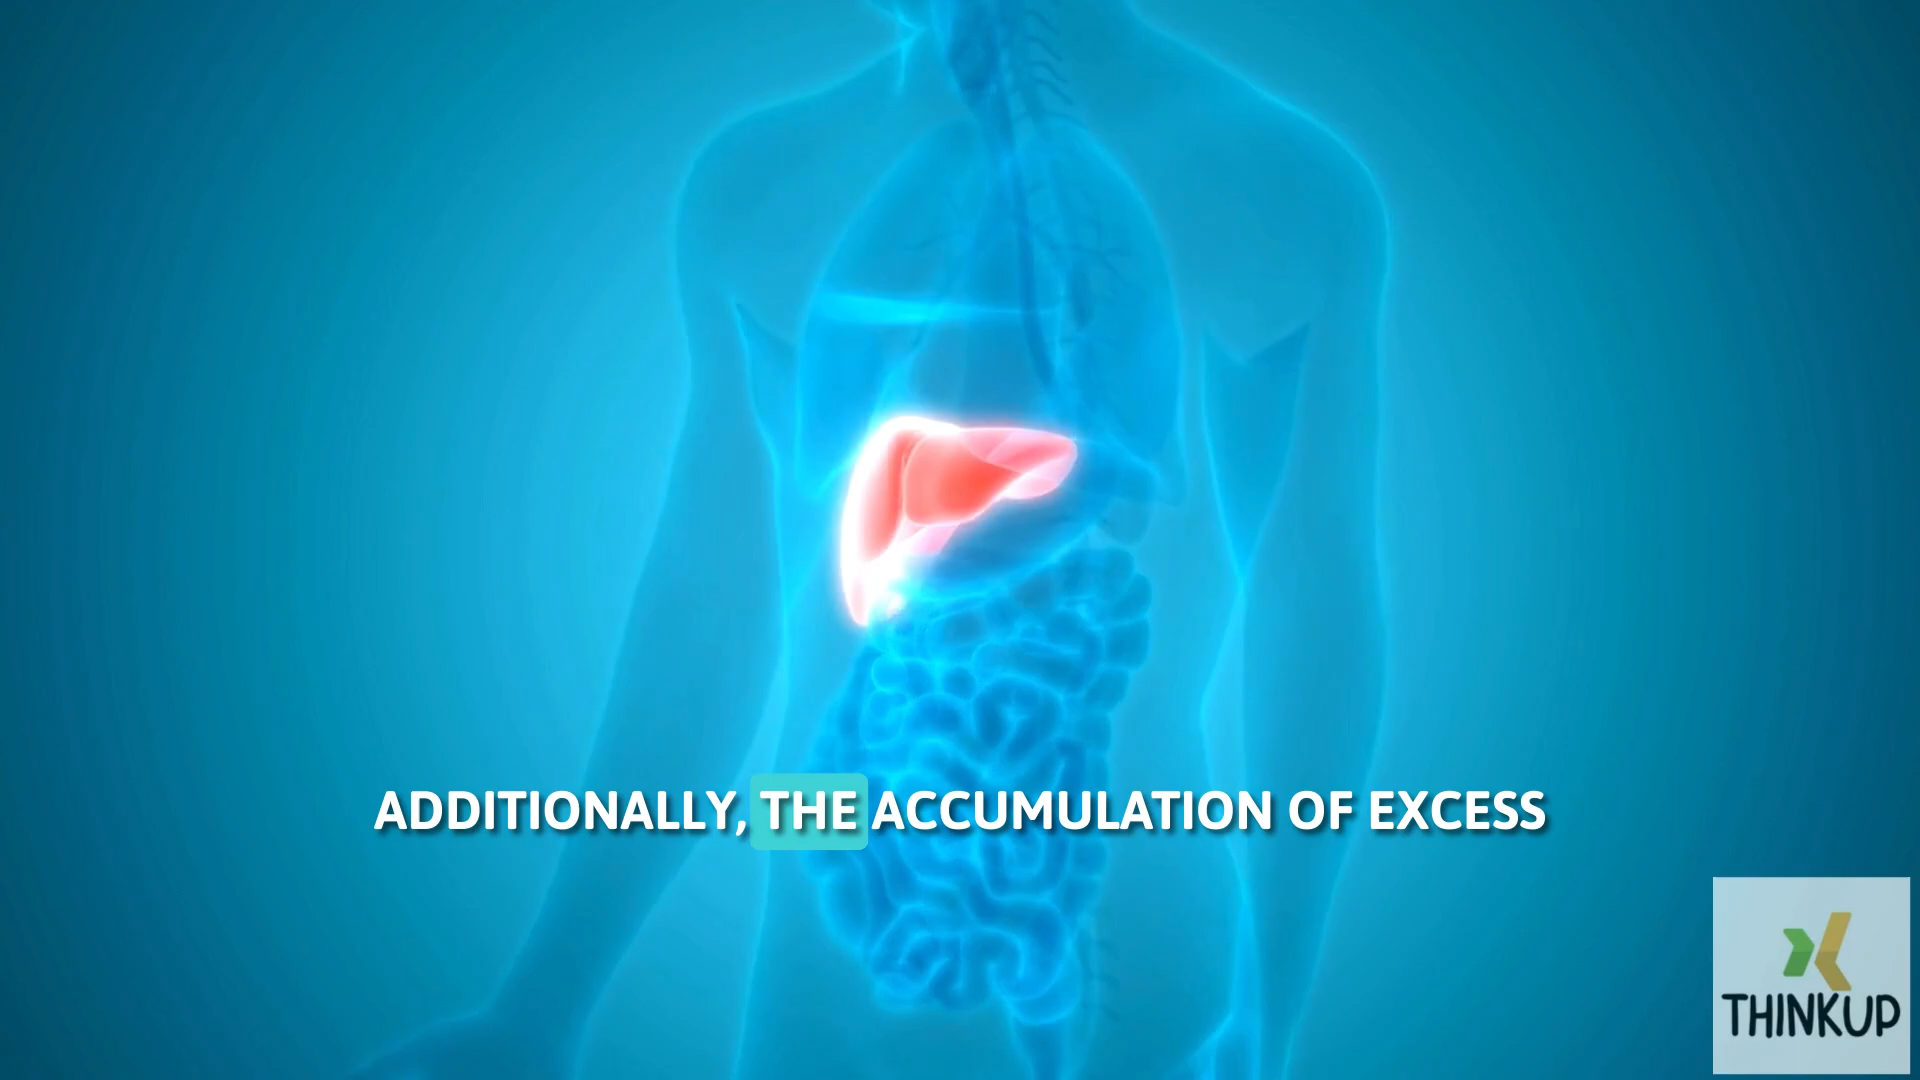 ADDITIONALLY, THE ACCUMULATION OF EXCESS
THINKUP